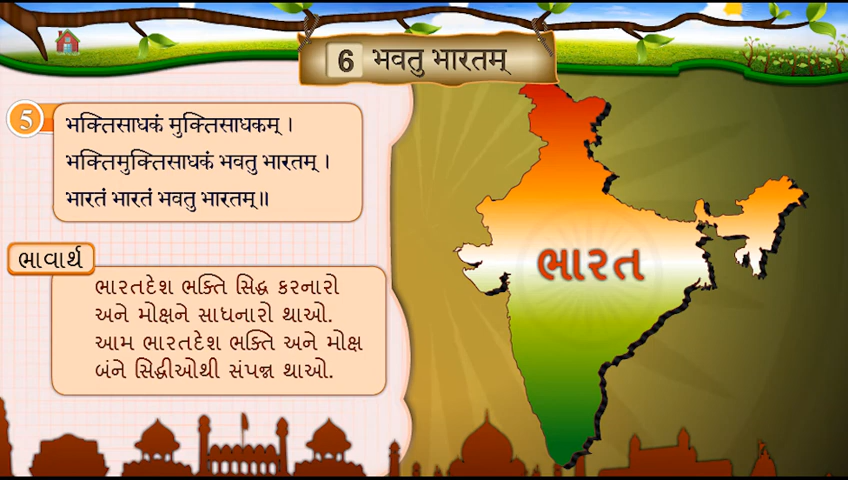 6 भवतु भारतम्
5
भक्तिसाधकं मुक्तिसाधकम् ।
भक्तिमुक्तिसाधकं भवतु भारतम् ।
भारतं भारतं भवतु भारतम्॥
ભાવાર્થ
ભારતદેશ ભક્તિ સિદ્ધ કરનારો
અને મોક્ષને સાધનારો થાઓ.
આમ ભારતદેશ ભક્તિ અને મોક્ષ
બંને સિદ્ધીઓથી સંપન્ન થાઓ.
ભારત